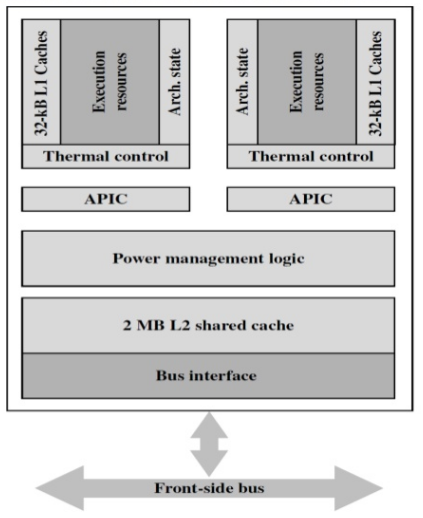 32-kB L1 Caches
Execution
resources
Arch. state
Thermal control
APIC
Arch. state
Execution
resources
32-kB L1 Caches
Thermal control
APIC
Power management logic
2 MB L2 shared cache
Bus interface
Front-side bus